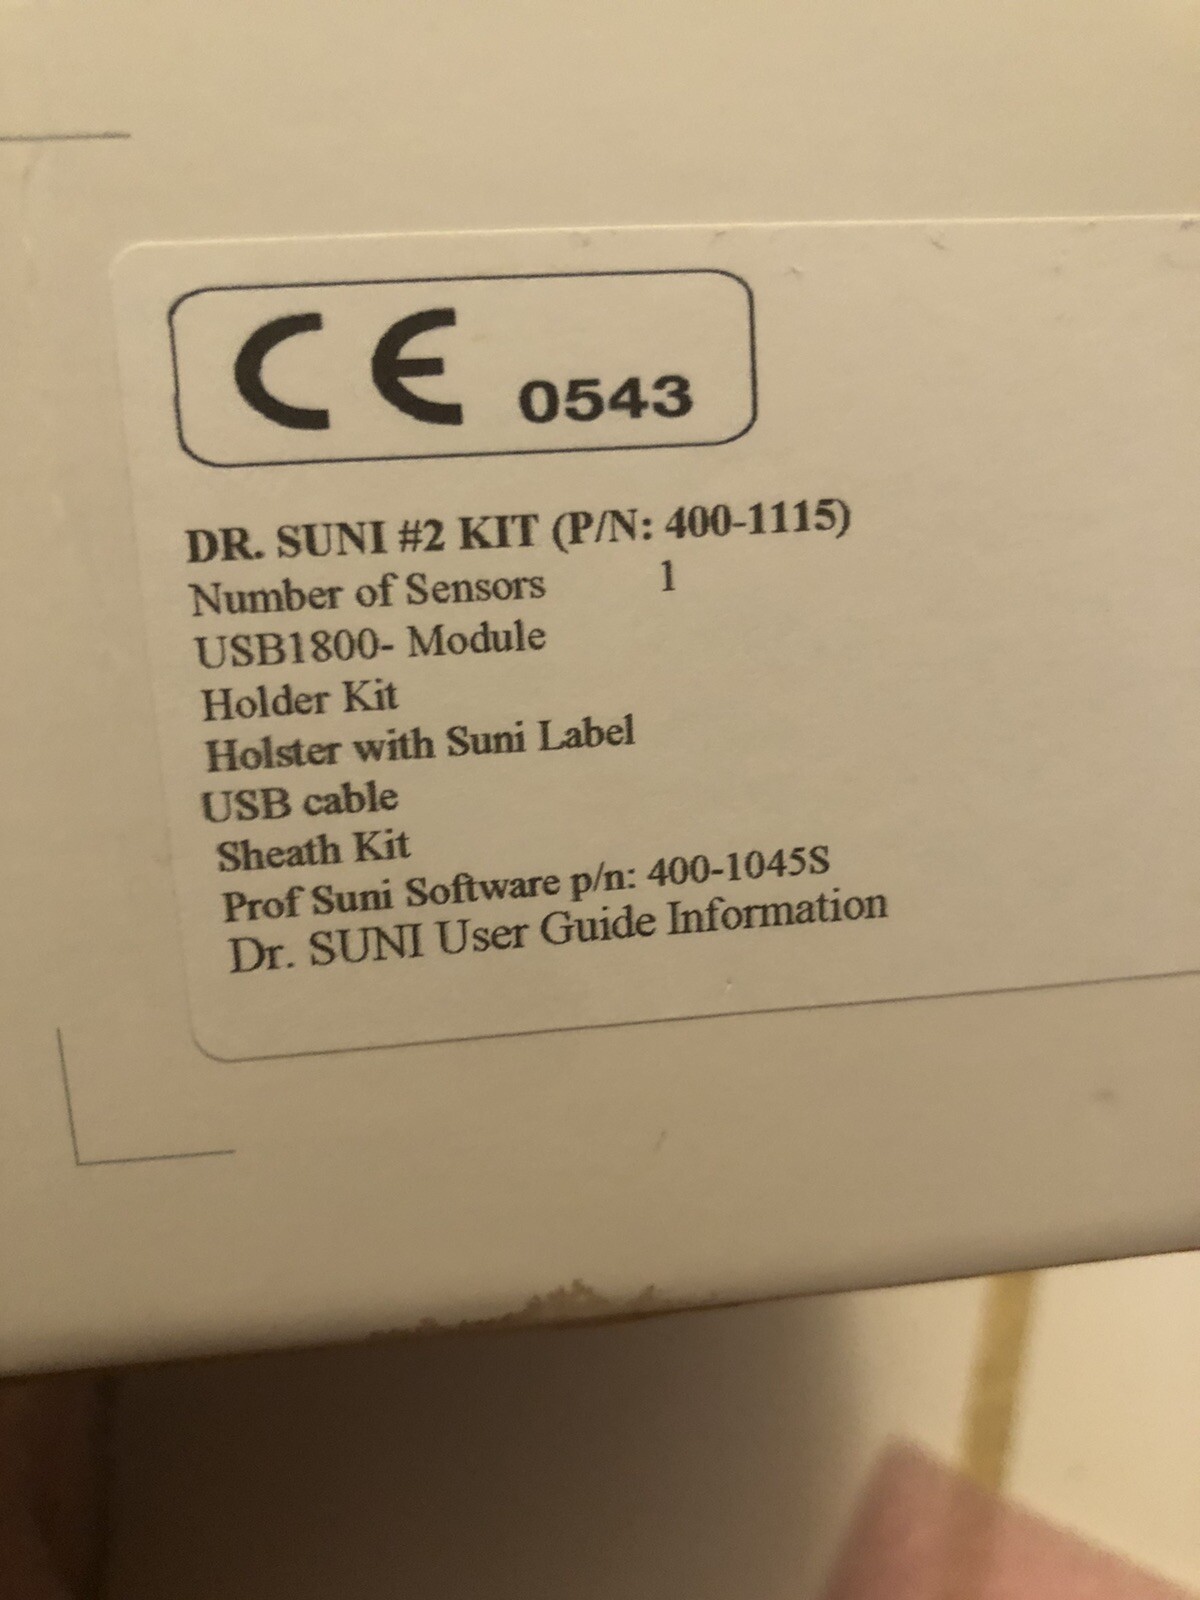 CE 0543
DR. SUNI #2 KIT (P/N: 400-1115)
Number of Sensors 1
USB1800- Module
Holder Kit
Holster with Suni Label
USB cable
Sheath Kit
Prof Suni Software p/n: 400-1045S
Dr. SUNI User Guide Information